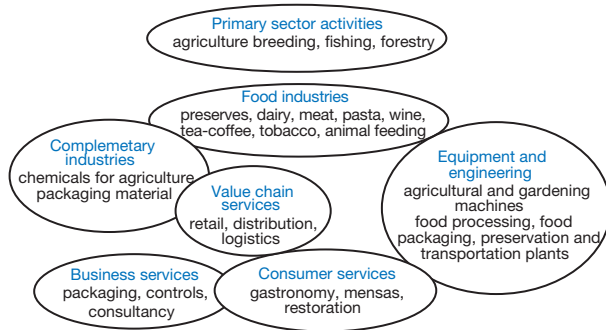 Primary sector activities
agriculture breeding, fishing, forestry
Food industries
preserves, dairy, meat, pasta, wine,
tea-coffee, tobacco, animal feeding
Complemetary
industries
chemicals for agriculture
packaging material
Value chain
services
retail, distribution,
logistics
Equipment and
engineering
agricultural and gardening
machines
food processing, food
packaging, preservation and
transportation plants
Business services
packaging, controls,
consultancy
Consumer services
gastronomy, mensas,
restoration